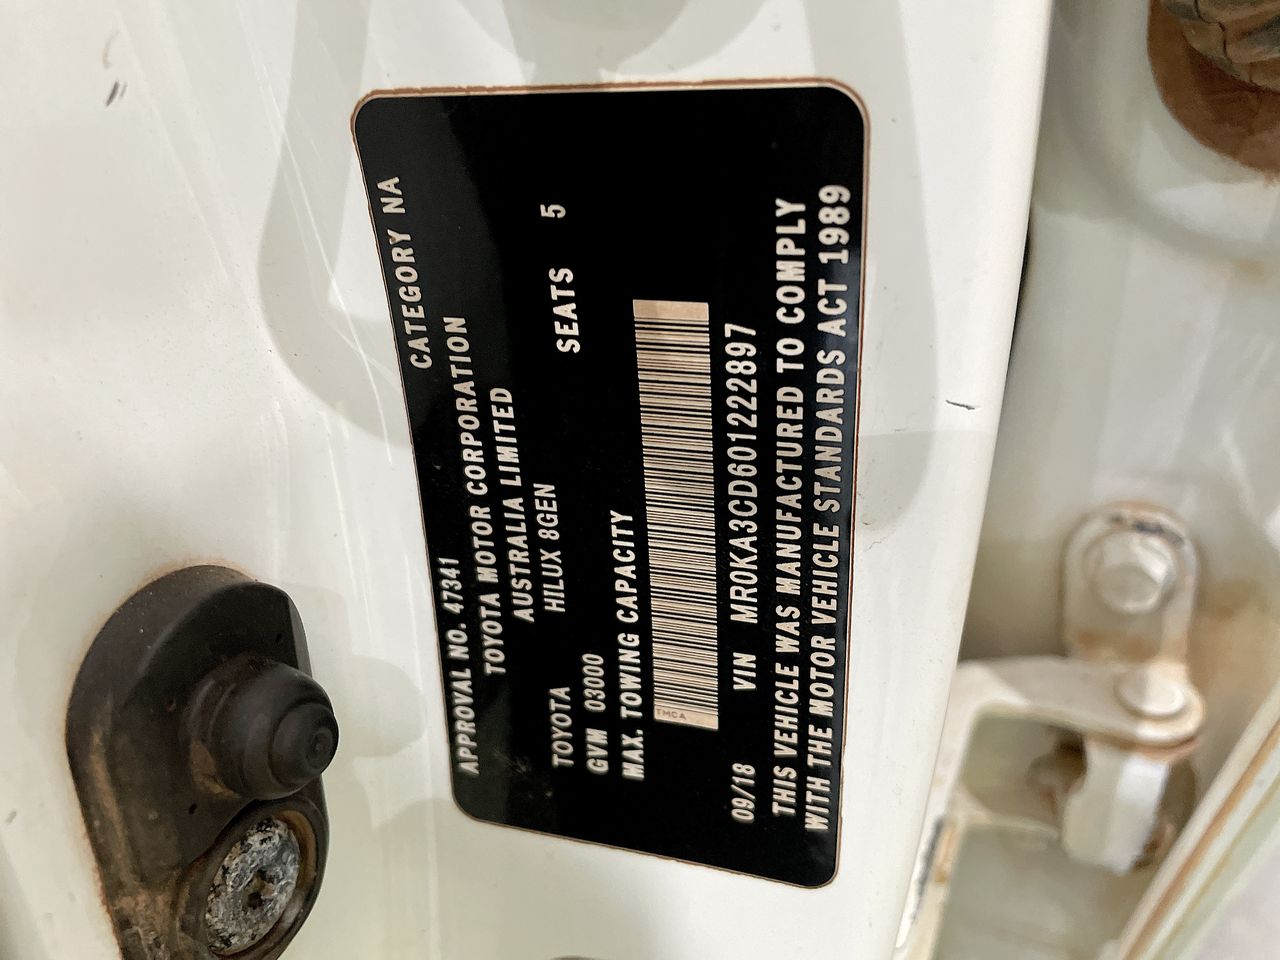 APPROVAL NO. 47341 CATEGORY NA
TOYOTA MOTOR CORPORATION
AUSTRALIA LIMITED
TOYOTA HILUX 8GEN
GVM 03000 SEATS 5
MAX. TOWING CAPACITY
TMCA
09/18 VIN MR0KA3CD601222897
THIS VEHICLE WAS MANUFACTURED TO COMPLY
WITH THE MOTOR VEHICLE STANDARDS ACT 1989